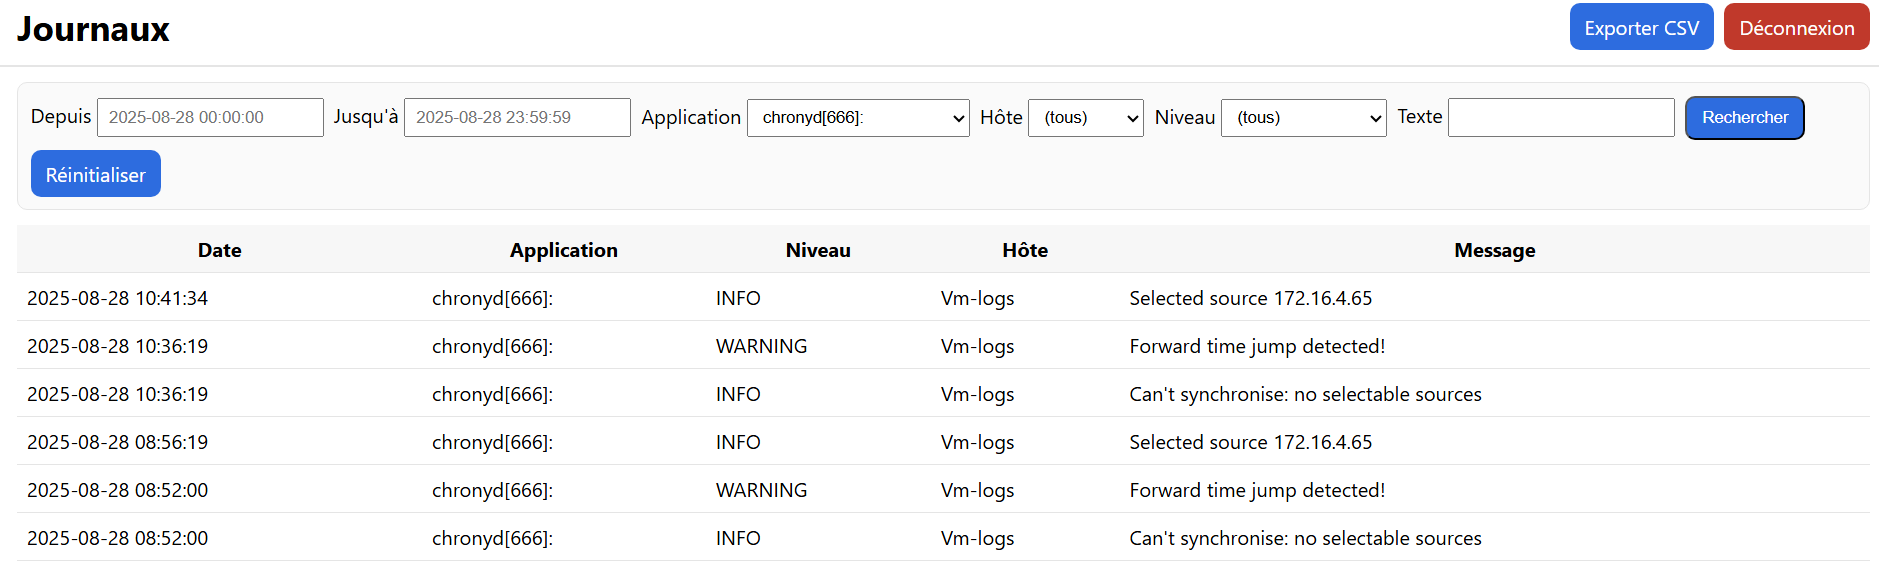 Journaux Exporter CSV Déconnexion
Depuis 2025-08-28 00:00:00 Jusqu'à 2025-08-28 23:59:59 Application chronyd[666]: Hôte (tous) Niveau (tous) Texte Rechercher
Réinitialiser
Date Application Niveau Hôte Message
2025-08-28 10:41:34 chronyd[666]: INFO Vm-logs Selected source 172.16.4.65
2025-08-28 10:36:19 chronyd[666]: WARNING Vm-logs Forward time jump detected!
2025-08-28 10:36:19 chronyd[666]: INFO Vm-logs Can't synchronise: no selectable sources
2025-08-28 08:56:19 chronyd[666]: INFO Vm-logs Selected source 172.16.4.65
2025-08-28 08:52:00 chronyd[666]: WARNING Vm-logs Forward time jump detected!
2025-08-28 08:52:00 chronyd[666]: INFO Vm-logs Can't synchronise: no selectable sources